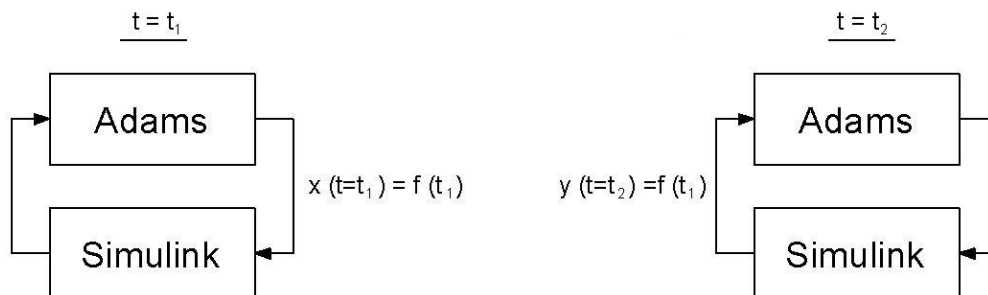 t = t₁
Adams
x (t=t₁) = f (t₁)
Simulink
t = t₂
Adams
y (t=t₂) =f (t₁)
Simulink